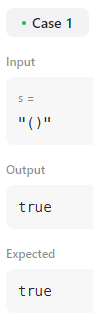 Case 1
Input
s =
"()"
Output
true
Expected
true